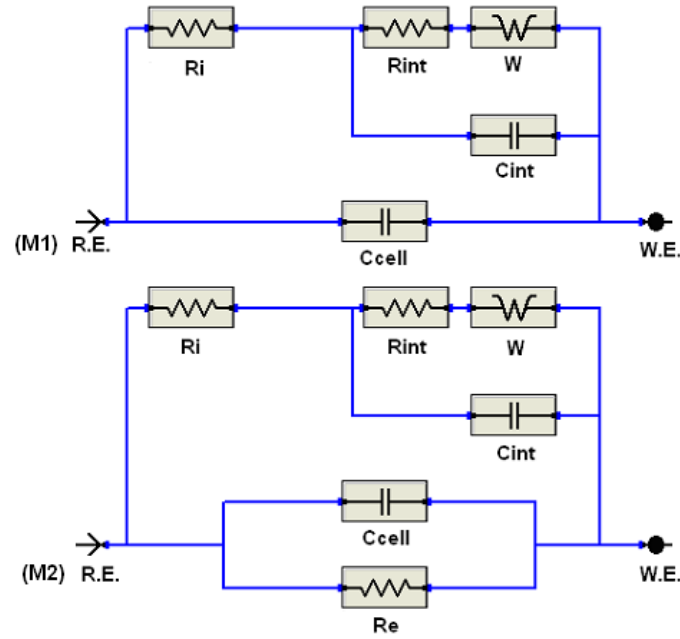 Ri
Rint
W
Cint
(M1) R.E.
Ccell
W.E.
Ri
Rint
W
Cint
Ccell
(M2) R.E.
W.E.
Re